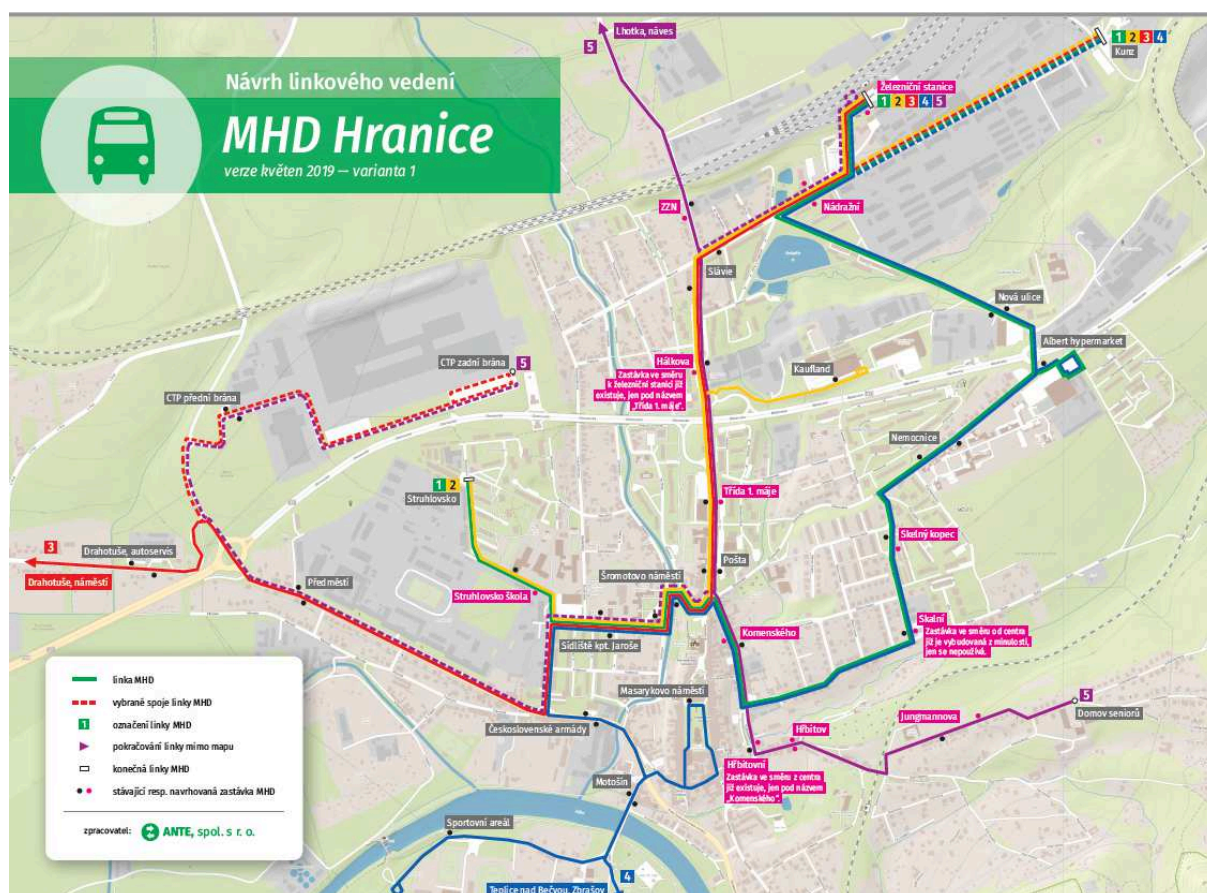 Návrh linkového vedení
MHD Hranice
verze květen 2019 — varianta 1
5
Lhotka, náves
1 2 3 4
Kunz
Železniční stanice
1 2 3 4 5
ZZN
Nádražní
Slávie
Nová ulice
Albert hypermarket
Hálkova
Zastávka ve směru
k železniční stanici již
existuje, jen pod názvem
„Třída 1. máje“.
Kaufland
CTP zadní brána
5
CTP přední brána
Nemocnice
1 2
Struhlovsko
Třída 1. máje
Skelný kopec
3
Drahotuše, autoservis
Drahotuše, náměstí
Pošta
Předměstí
Šromotovo náměstí
Struhlovsko škola
Skalní
Zastávka ve směru od centra
již je vybudovaná z minulosti,
jen se nepoužívá.
Sídliště kpt. Jaroše
Komenského
Masarykovo náměstí
5
Domov seniorů
Jungmannova
Československé armády
Hřbitov
Hřbitovní
Zastávka ve směru z centra
již existuje, jen pod názvem
„Komenského“.
Motošín
Sportovní areál
4
Teplice nad Bečvou, Zbrašov
linka MHD
vybrané spoje linky MHD
1 označení linky MHD
pokračování linky mimo mapu
konečná linky MHD
stávající resp. navrhovaná zastávka MHD
zpracovatel: ANTE, spol. s r. o.